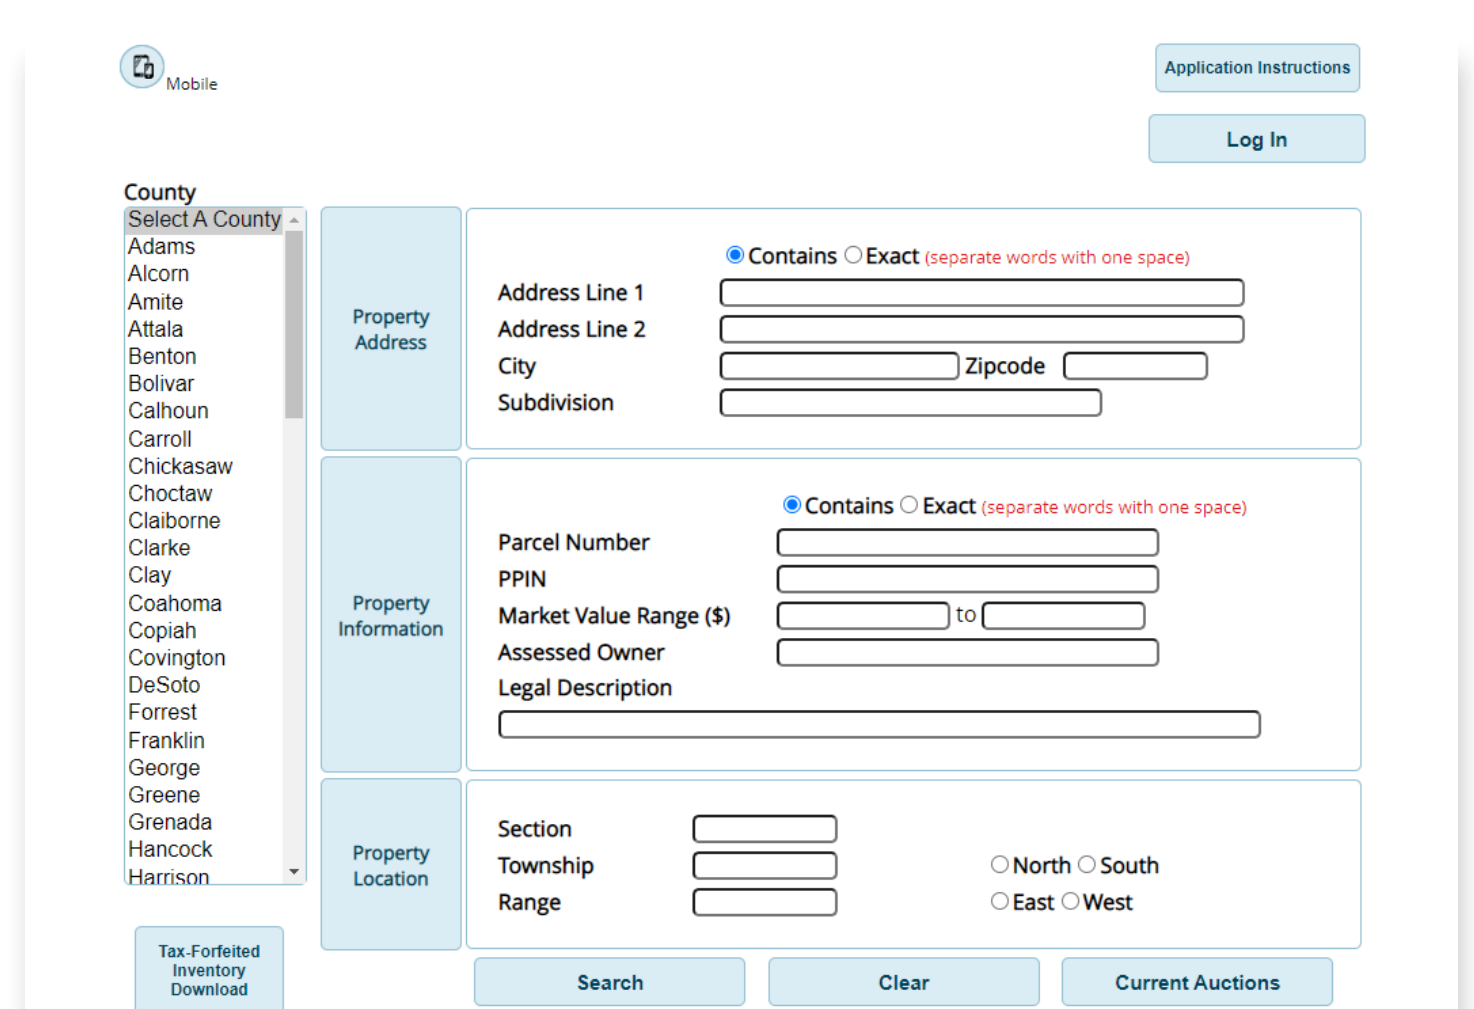 Mobile
Application Instructions
Log In
County
Select A County
Adams
Alcorn
Amite
Attala
Benton
Bolivar
Calhoun
Carroll
Chickasaw
Choctaw
Claiborne
Clarke
Clay
Coahoma
Copiah
Covington
DeSoto
Forrest
Franklin
George
Greene
Grenada
Hancock
Harrison
Tax-Forfeited
Inventory
Download
Property
Address
Contains Exact (separate words with one space)
Address Line 1
Address Line 2
City Zipcode
Subdivision
Property
Information
Contains Exact (separate words with one space)
Parcel Number
PPIN
Market Value Range ($) to
Assessed Owner
Legal Description
Property
Location
Section
Township North South
Range East West
Search Clear Current Auctions